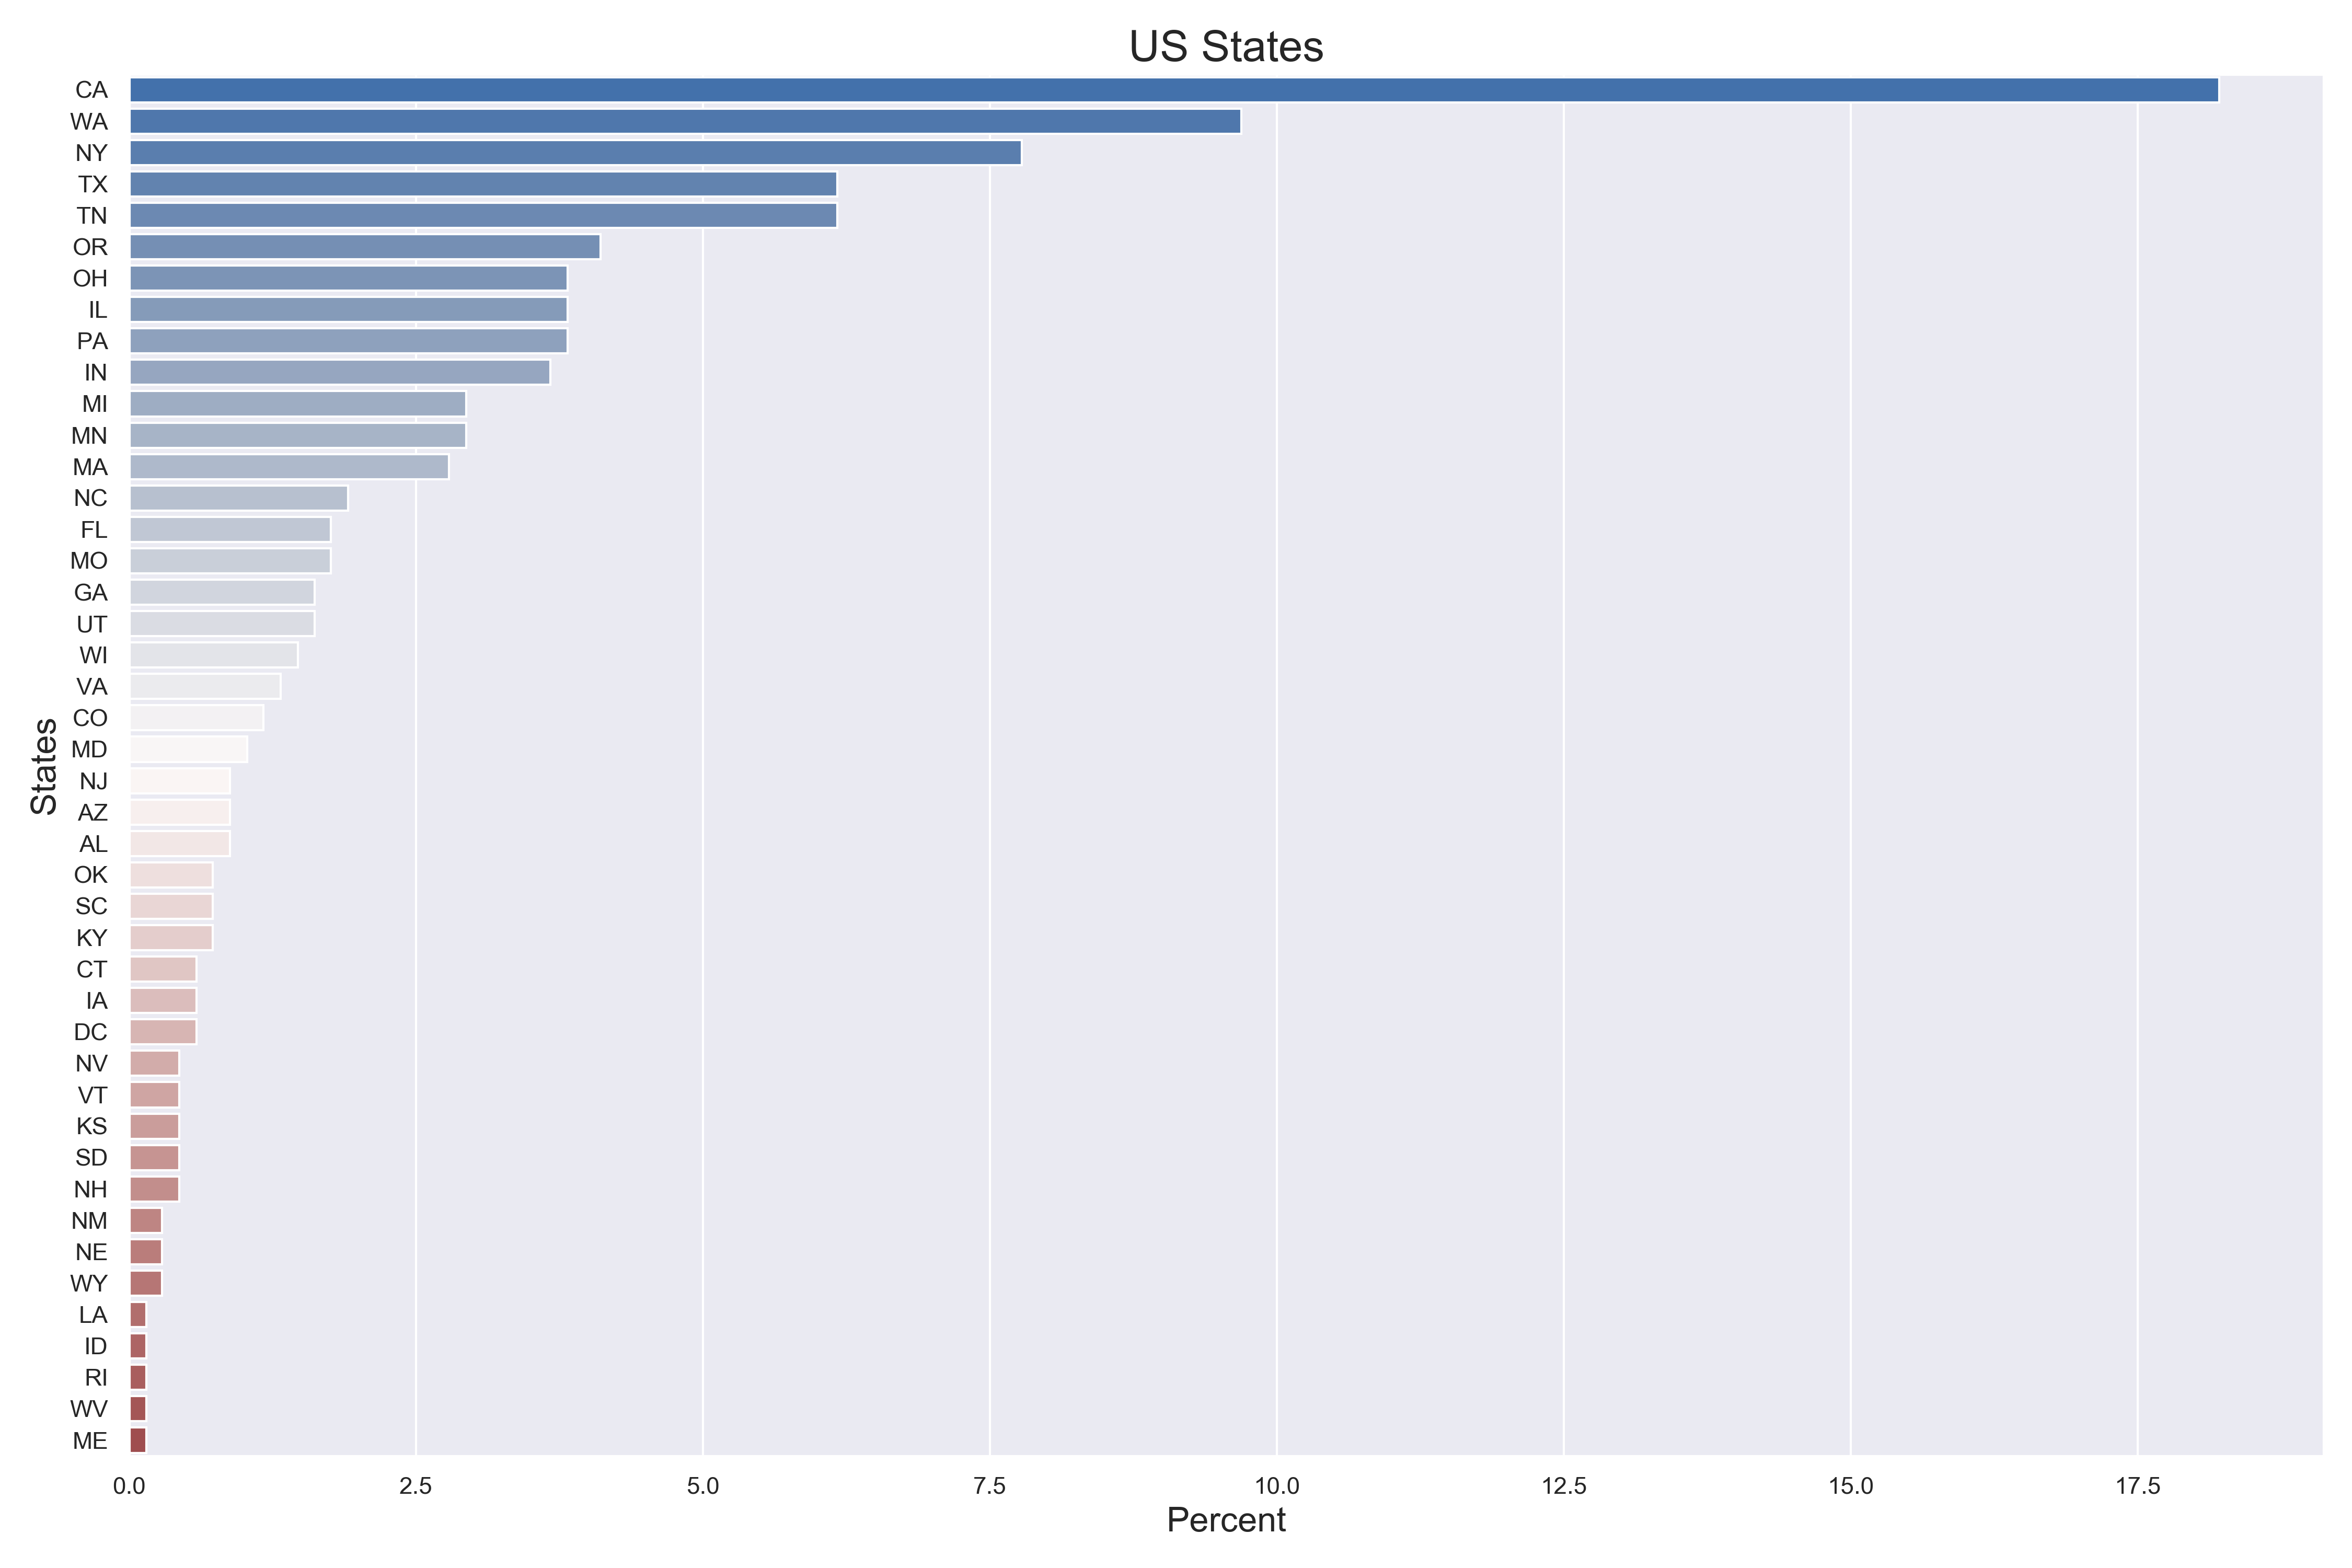 US States
CA
WA
NY
TX
TN
OR
OH
IL
PA
IN
MI
MN
MA
NC
FL
MO
GA
UT
WI
VA
CO
MD
NJ
AZ
AL
OK
SC
KY
CT
IA
DC
NV
VT
KS
SD
NH
NM
NE
WY
LA
ID
RI
WV
ME
States
0.0 2.5 5.0 7.5 10.0 12.5 15.0 17.5
Percent